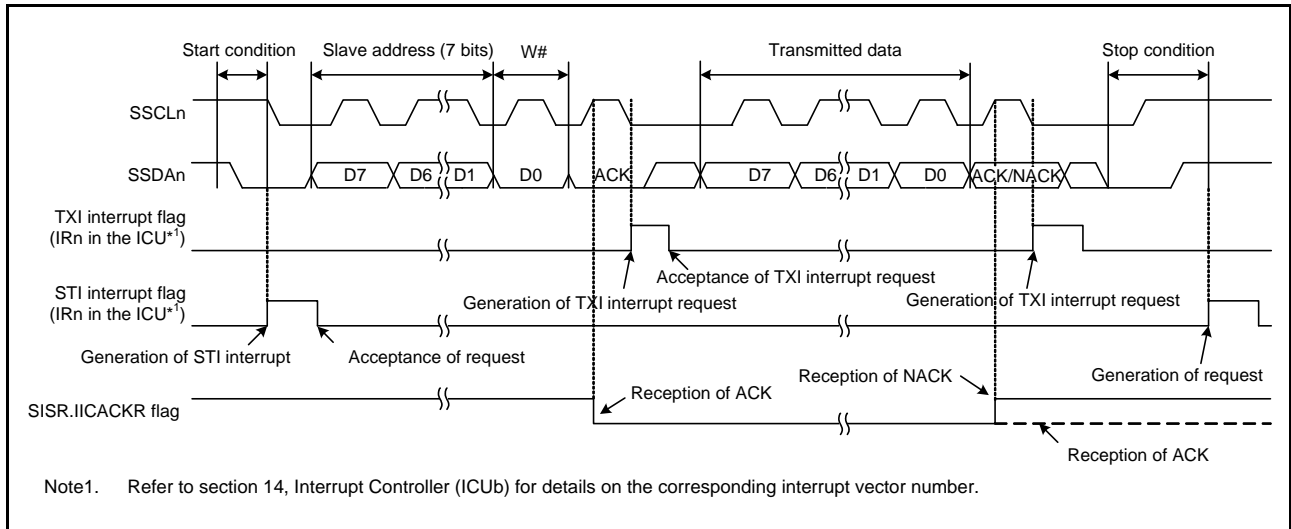 Start condition
Slave address (7 bits)
W#
Transmitted data
Stop condition
SSCLn
SSDAn
D7
D6
D1
D0
ACK
D7
D6
D1
D0
ACK/NACK
TXI interrupt flag
(IRn in the ICU*1)
Acceptance of TXI interrupt request
Generation of TXI interrupt request
Generation of TXI interrupt request
STI interrupt flag
(IRn in the ICU*1)
Generation of STI interrupt
Acceptance of request
Generation of request
SISR.IICACKR flag
Reception of ACK
Reception of NACK
Reception of ACK
Note1. Refer to section 14, Interrupt Controller (ICUb) for details on the corresponding interrupt vector number.